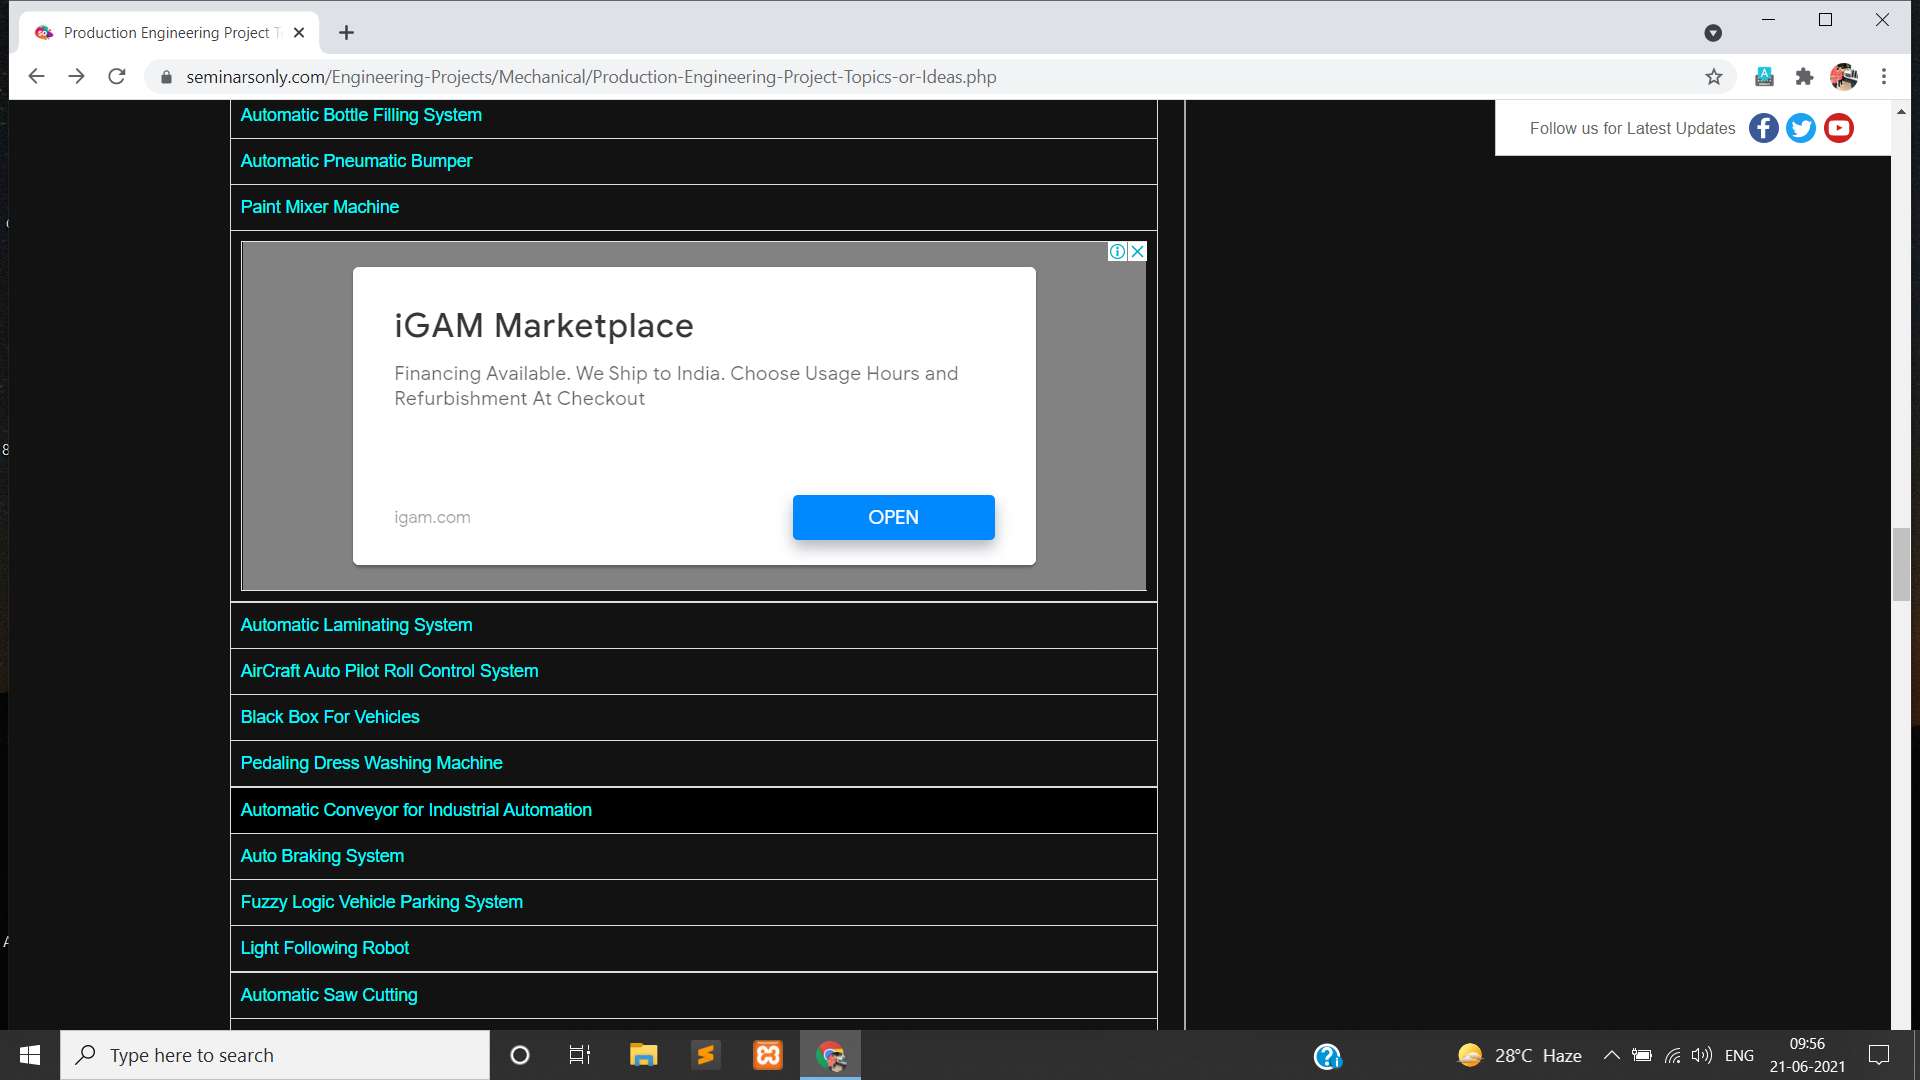 Production Engineering Project T
seminarsonly.com/Engineering-Projects/Mechanical/Production-Engineering-Project-Topics-or-Ideas.php
Follow us for Latest Updates
Automatic Bottle Filling System
Automatic Pneumatic Bumper
Paint Mixer Machine
iGAM Marketplace
Financing Available. We Ship to India. Choose Usage Hours and
Refurbishment At Checkout
igam.com
OPEN
Automatic Laminating System
AirCraft Auto Pilot Roll Control System
Black Box For Vehicles
Pedaling Dress Washing Machine
Automatic Conveyor for Industrial Automation
Auto Braking System
Fuzzy Logic Vehicle Parking System
Light Following Robot
Automatic Saw Cutting
Type here to search
28°C Haze
ENG
09:56
21-06-2021